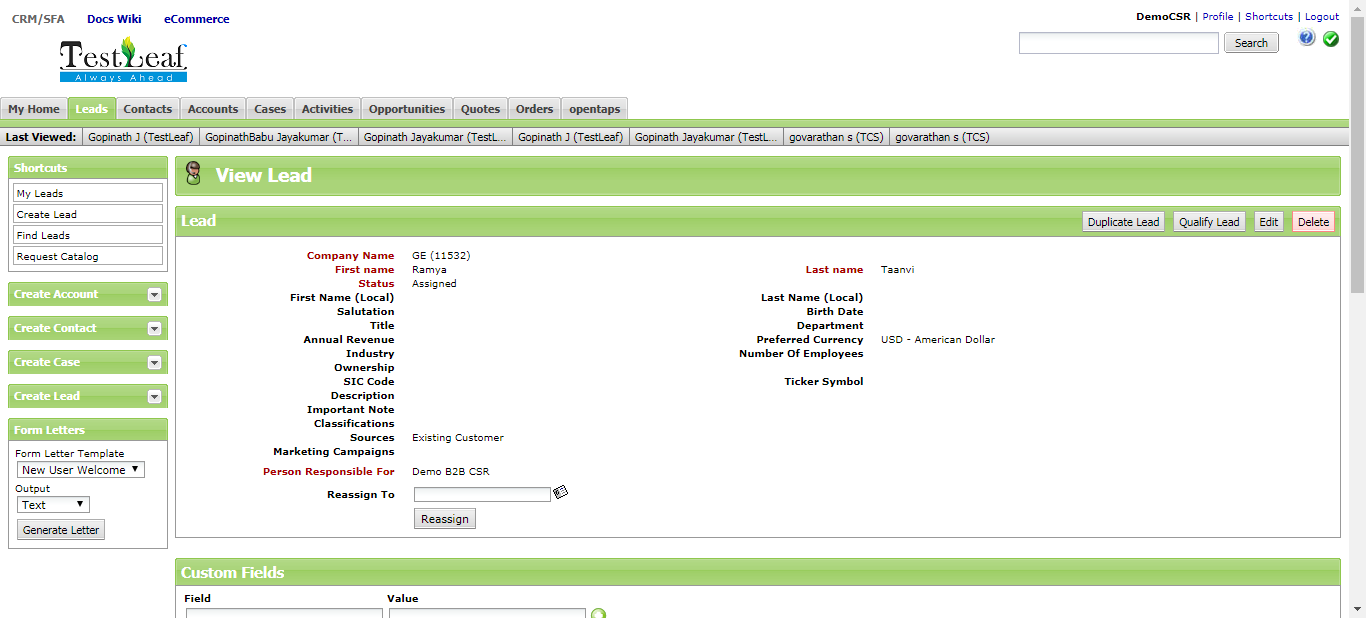 CRM/SFA Docs Wiki eCommerce
DemoCSR | Profile | Shortcuts | Logout
TestLeaf
Always Ahead
Search
My Home Leads Contacts Accounts Cases Activities Opportunities Quotes Orders opentaps
Last Viewed: Gopinath J (TestLeaf) GopinathBabu Jayakumar (T... Gopinath Jayakumar (TestL... Gopinath J (TestLeaf) Gopinath Jayakumar (TestL... govarathan s (TCS) govarathan s (TCS)
Shortcuts
My Leads
Create Lead
Find Leads
Request Catalog
Create Account
Create Contact
Create Case
Create Lead
Form Letters
Form Letter Template
New User Welcome
Output
Text
Generate Letter
View Lead
Lead
Duplicate Lead Qualify Lead Edit Delete
Company Name GE (11532)
First name Ramya Last name Taanvi
Status Assigned
First Name (Local) Last Name (Local)
Salutation Birth Date
Title Department
Annual Revenue Preferred Currency USD - American Dollar
Industry Number Of Employees
Ownership
SIC Code Ticker Symbol
Description
Important Note
Classifications
Sources Existing Customer
Marketing Campaigns
Person Responsible For Demo B2B CSR
Reassign To
Reassign
Custom Fields
Field Value